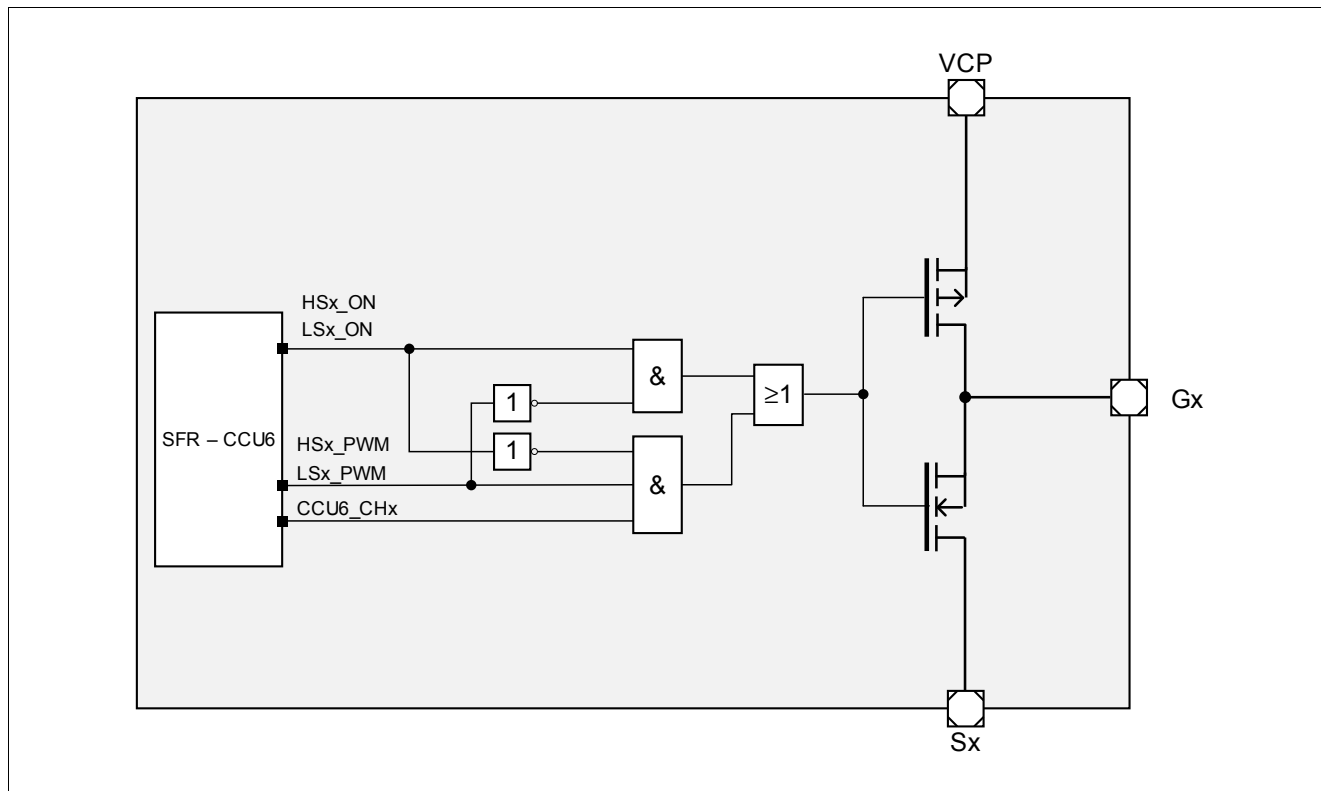 VCP
HSx_ON
LSx_ON
&
1
≥1
Gx
SFR – CCU6
HSx_PWM
1
LSx_PWM
&
CCU6_CHx
Sx